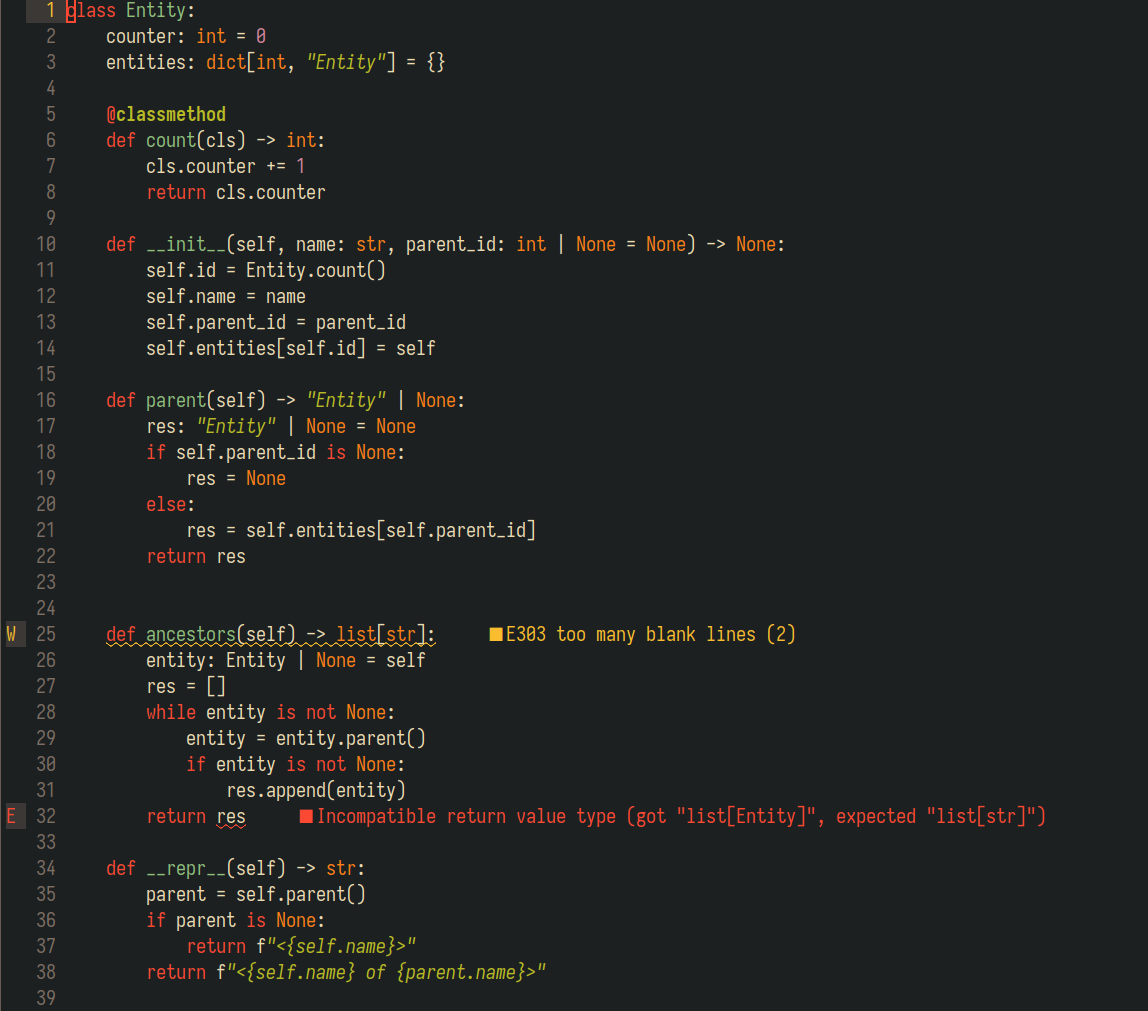 1 class Entity:
2     counter: int = 0
3     entities: dict[int, "Entity"] = {}
4
5     @classmethod
6     def count(cls) -> int:
7         cls.counter += 1
8         return cls.counter
9
10     def __init__(self, name: str, parent_id: int | None = None) -> None:
11         self.id = Entity.count()
12         self.name = name
13         self.parent_id = parent_id
14         self.entities[self.id] = self
15
16     def parent(self) -> "Entity" | None:
17         res: "Entity" | None = None
18         if self.parent_id is None:
19             res = None
20         else:
21             res = self.entities[self.parent_id]
22         return res
23
24
W 25     def ancestors(self) -> list[str]:     ■E303 too many blank lines (2)
26         entity: Entity | None = self
27         res = []
28         while entity is not None:
29             entity = entity.parent()
30             if entity is not None:
31                 res.append(entity)
E 32         return res     ■Incompatible return value type (got "list[Entity]", expected "list[str]")
33
34     def __repr__(self) -> str:
35         parent = self.parent()
36         if parent is None:
37             return f"<{self.name}>"
38         return f"<{self.name} of {parent.name}>"
39